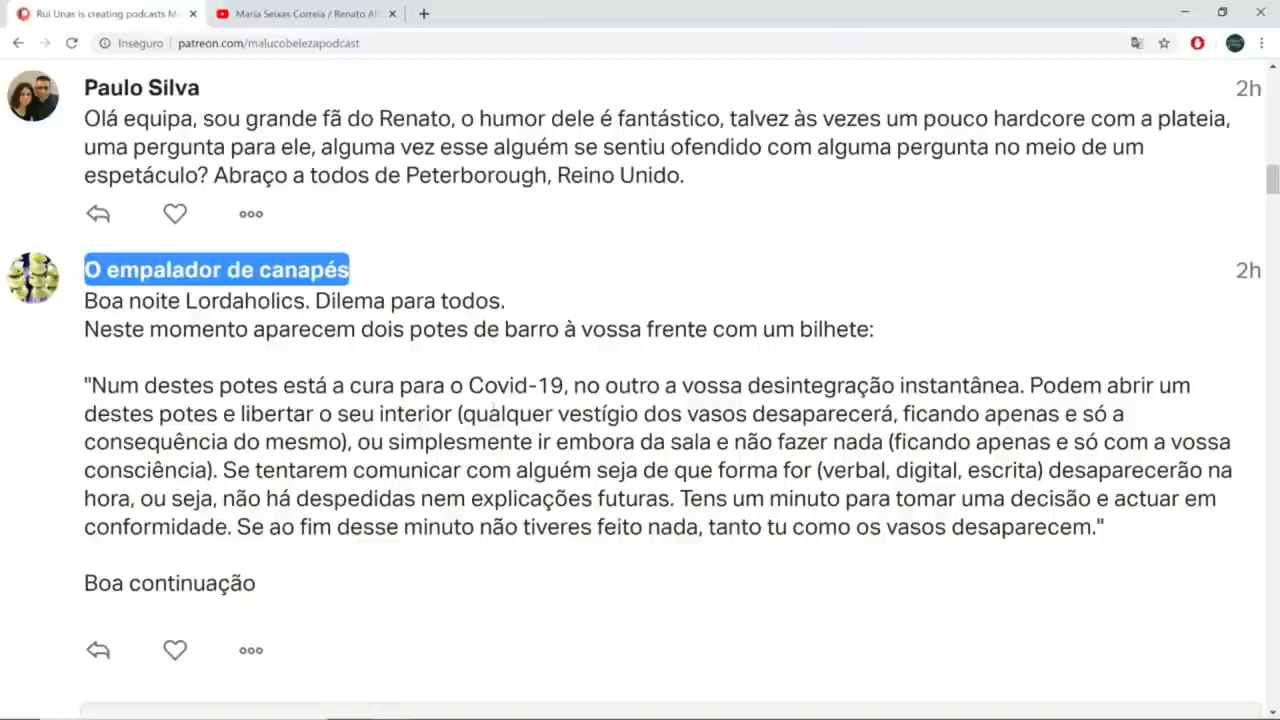 Rui Unas is creating podcasts M
Maria Seixas Correia / Renato Al
Inseguro
patreon.com/malucobelezapodcast
Paulo Silva
2h
Olá equipa, sou grande fã do Renato, o humor dele é fantástico, talvez às vezes um pouco hardcore com a plateia,
uma pergunta para ele, alguma vez esse alguém se sentiu ofendido com alguma pergunta no meio de um
espetáculo? Abraço a todos de Peterborough, Reino Unido.
O empalador de canapés
2h
Boa noite Lordaholics. Dilema para todos.
Neste momento aparecem dois potes de barro à vossa frente com um bilhete:
"Num destes potes está a cura para o Covid-19, no outro a vossa desintegração instantânea. Podem abrir um
destes potes e libertar o seu interior (qualquer vestígio dos vasos desaparecerá, ficando apenas e só a
consequência do mesmo), ou simplesmente ir embora da sala e não fazer nada (ficando apenas e só com a vossa
consciência). Se tentarem comunicar com alguém seja de que forma for (verbal, digital, escrita) desaparecerão na
hora, ou seja, não há despedidas nem explicações futuras. Tens um minuto para tomar uma decisão e actuar em
conformidade. Se ao fim desse minuto não tiveres feito nada, tanto tu como os vasos desaparecem."
Boa continuação